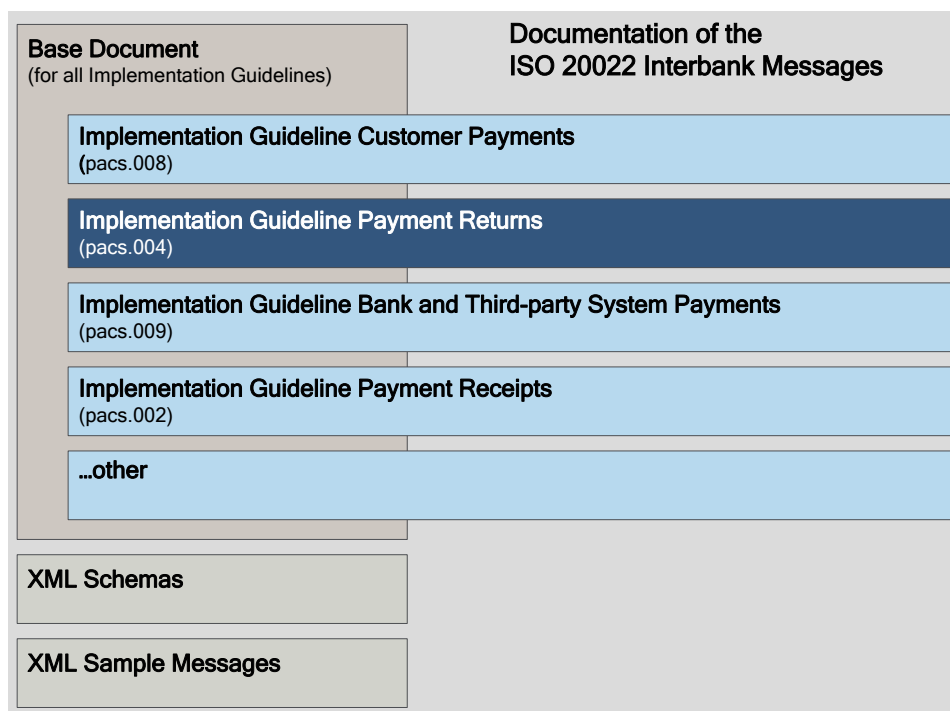 Base Document
(for all Implementation Guidelines)
Documentation of the
ISO 20022 Interbank Messages
Implementation Guideline Customer Payments
(pacs.008)
Implementation Guideline Payment Returns
(pacs.004)
Implementation Guideline Bank and Third-party System Payments
(pacs.009)
Implementation Guideline Payment Receipts
(pacs.002)
...other
XML Schemas
XML Sample Messages